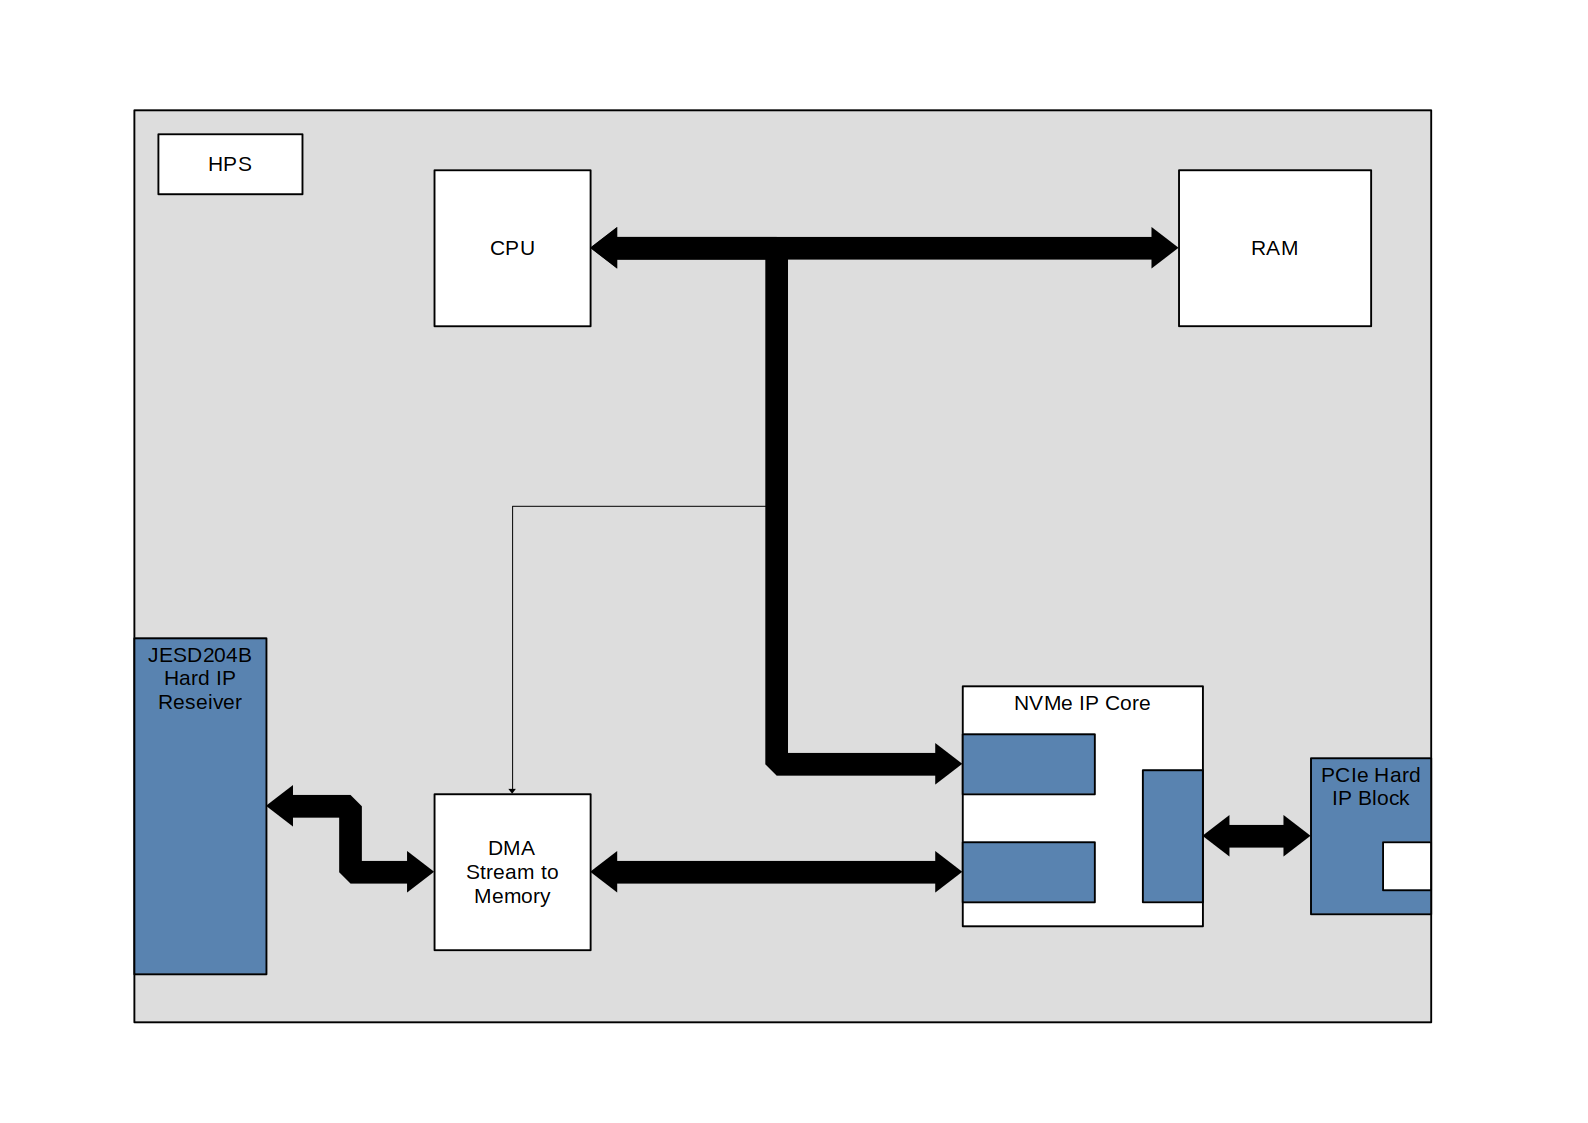 HPS
CPU
RAM
JESD204B
Hard IP
Reseiver
NVMe IP Core
PCIe Hard
IP Block
DMA
Stream to
Memory